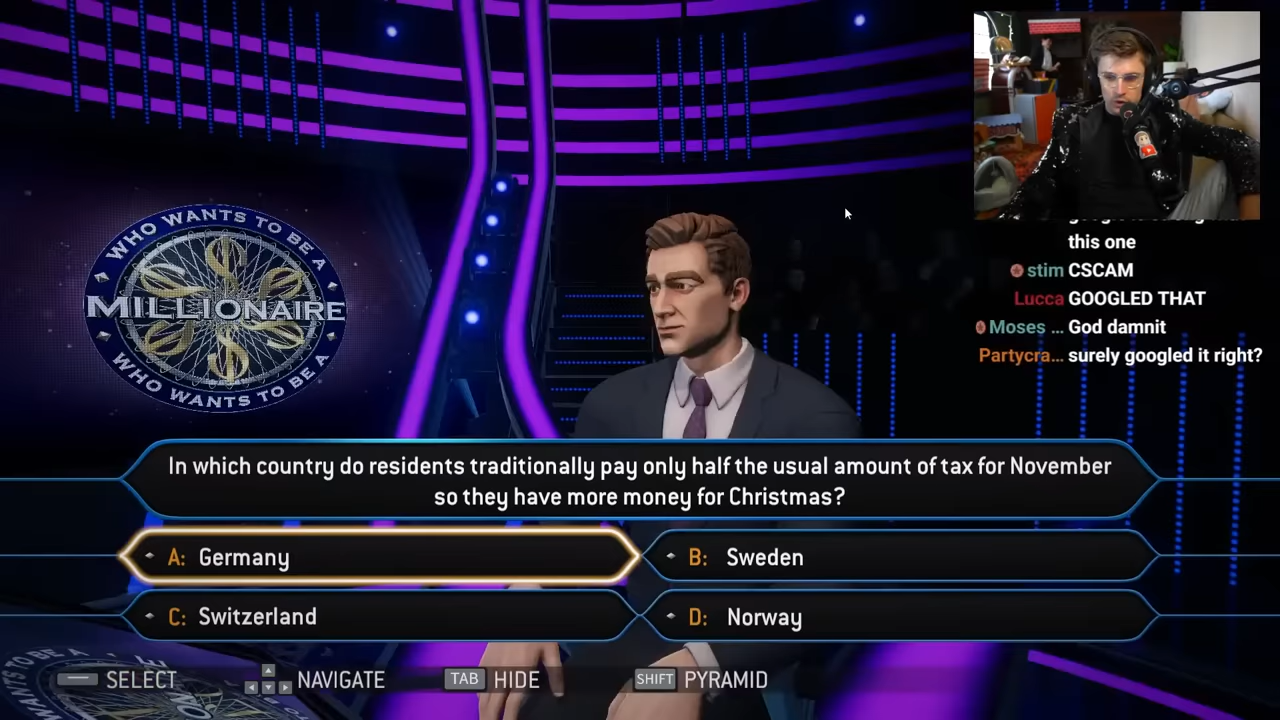 WHO WANTS TO BE A
MILLIONAIRE
WHO WANTS TO BE A
this one
stim CSCAM
Lucca GOOGLED THAT
Moses ... God damnit
Partycra... surely googled it right?
In which country do residents traditionally pay only half the usual amount of tax for November
so they have more money for Christmas?
A: Germany
B: Sweden
C: Switzerland
D: Norway
SELECT
NAVIGATE
TAB HIDE
SHIFT PYRAMID